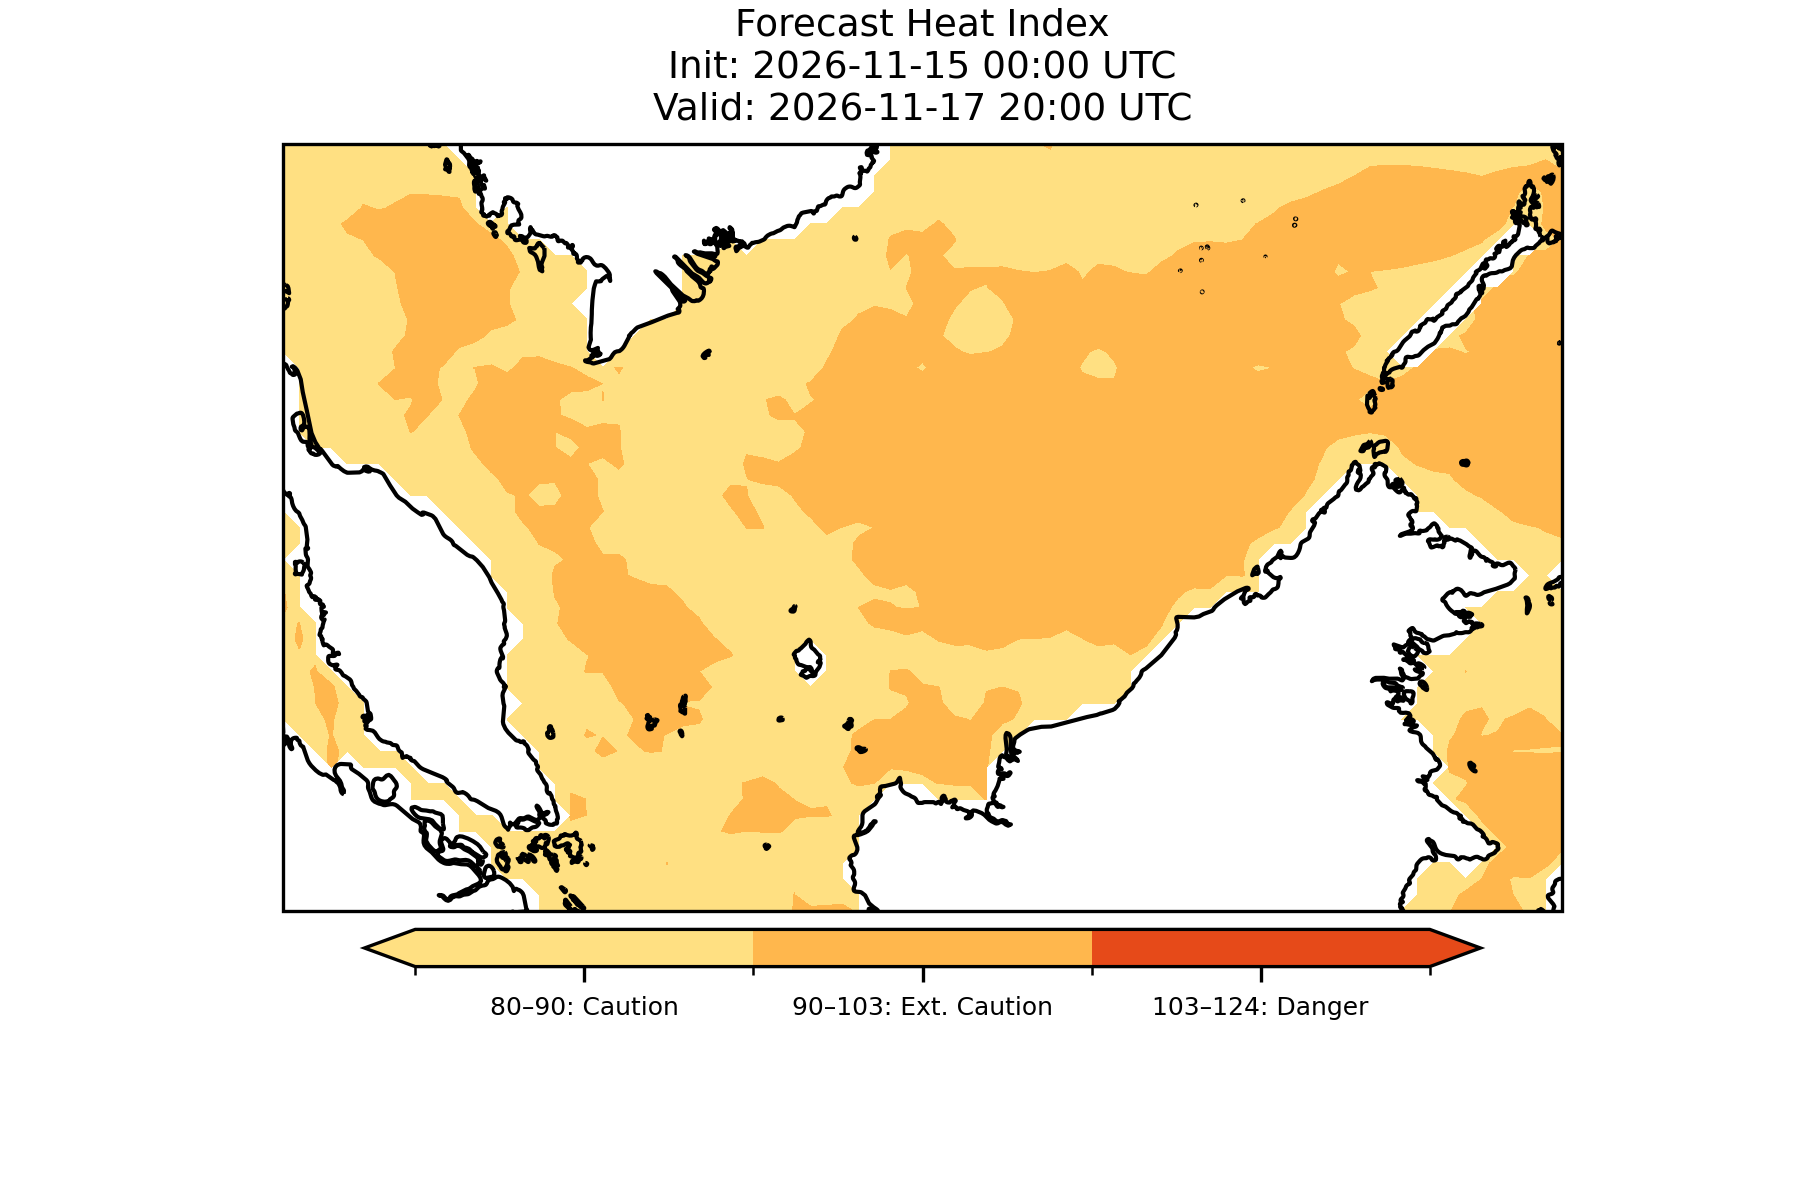 Forecast Heat Index
Init: 2026-11-15 00:00 UTC
Valid: 2026-11-17 20:00 UTC
80–90: Caution
90–103: Ext. Caution
103–124: Danger